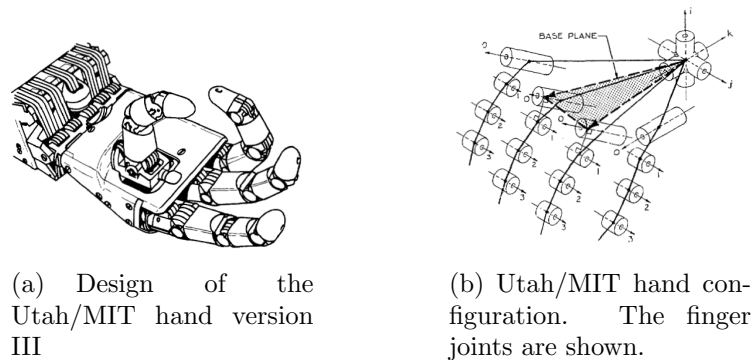 BASE PLANE
i
k
j
0
0
0
0
1
1
1
1
2
2
2
2
3
3
3
3
(a) Design of the
Utah/MIT hand version
III
(b) Utah/MIT hand con-
figuration. The finger
joints are shown.